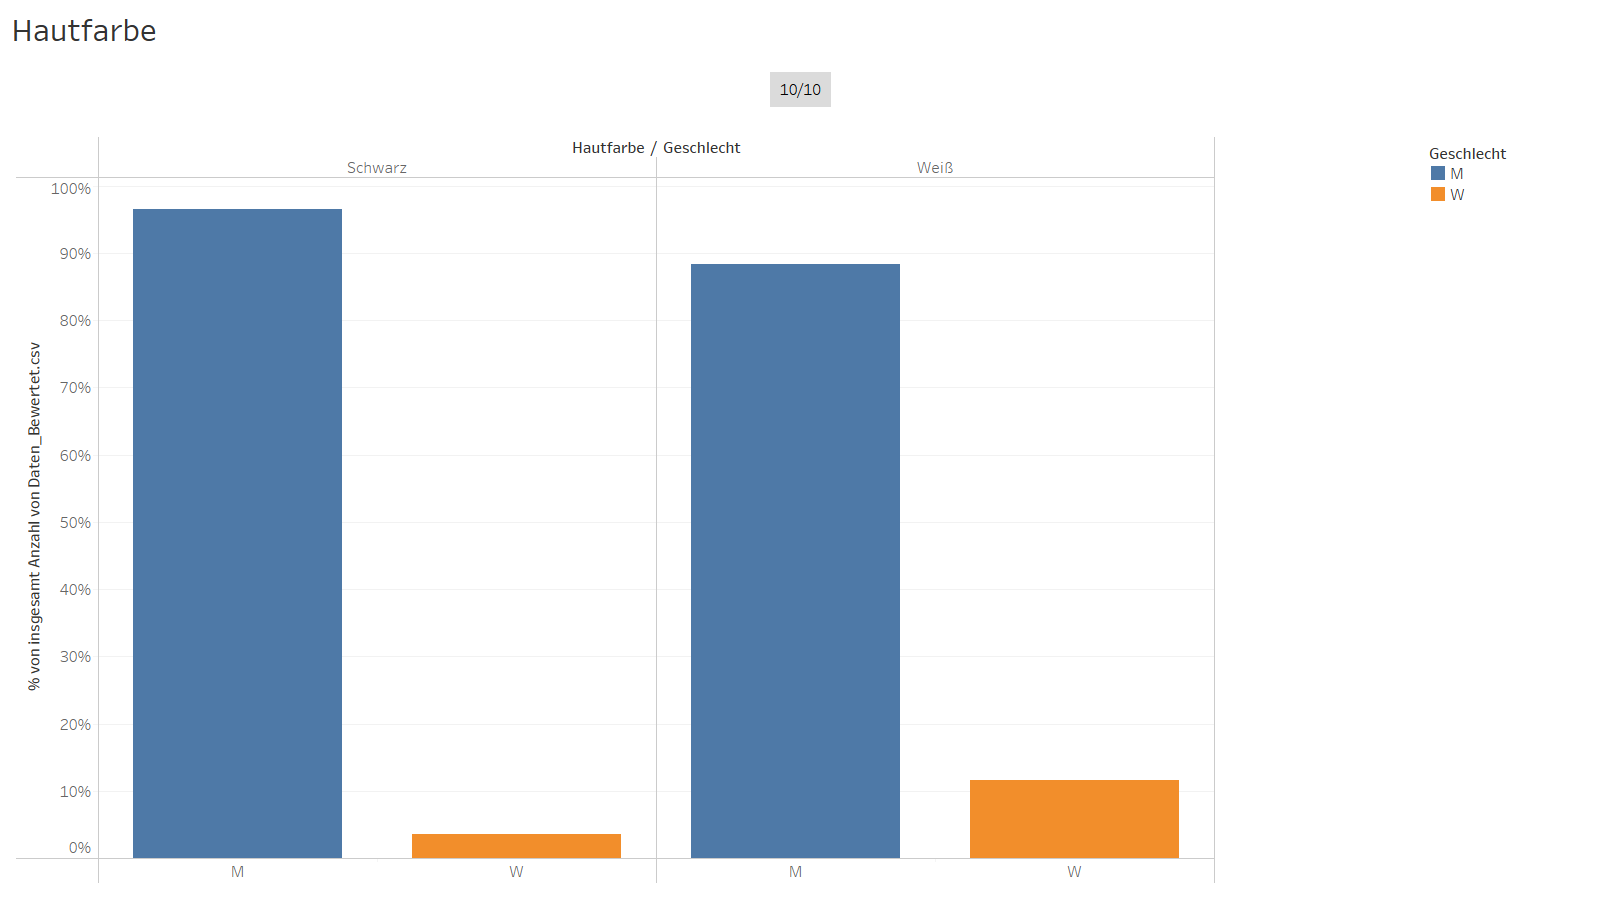 Hautfarbe
10/10
Hautfarbe / Geschlecht
Schwarz
Weiß
Geschlecht
M
W
% von insgesamt Anzahl von Daten_Bewertet.csv
100%
90%
80%
70%
60%
50%
40%
30%
20%
10%
0%
M
W
M
W